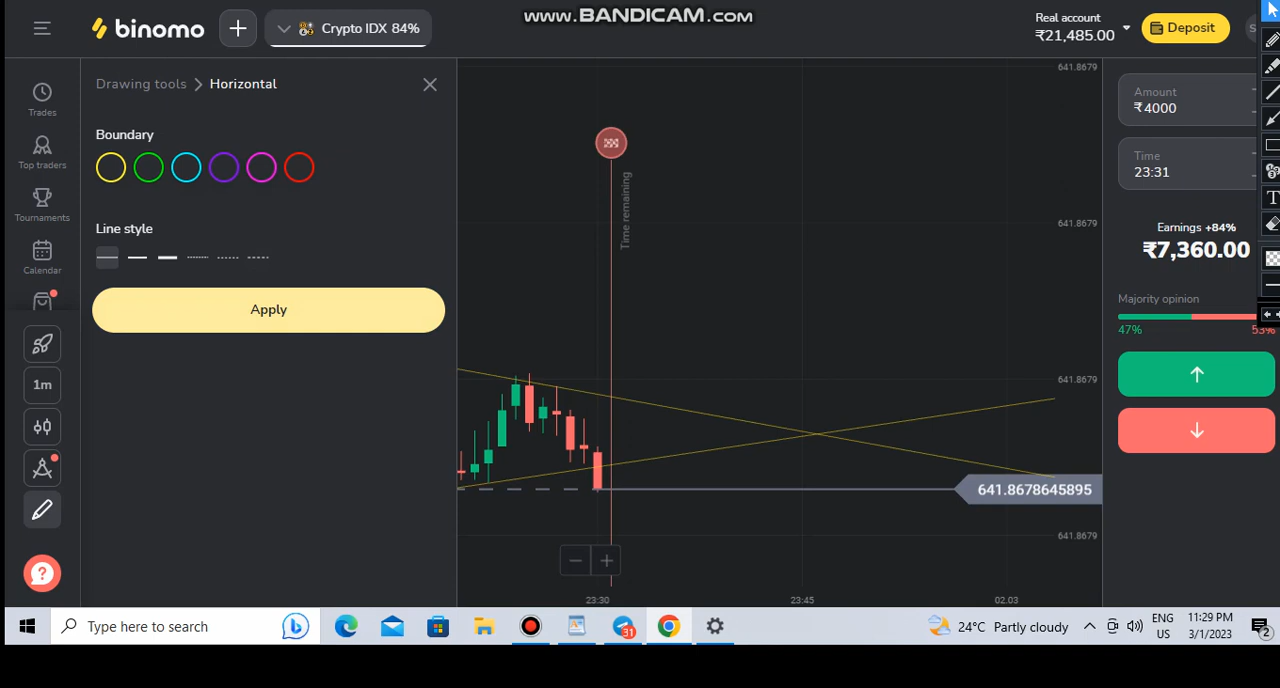 www.BANDICAM.com
binomo
Crypto IDX 84%
Real account
₹21,485.00
Deposit
Trades
Top traders
Tournaments
Calendar
1m
Drawing tools
Horizontal
Boundary
Line style
Apply
641.8679
641.8679
641.8679
641.8679
Time remaining
641.8678645895
23:30
23:45
02.03
Amount
₹4000
Time
23:31
Earnings +84%
₹7,360.00
Majority opinion
47%
53%
T
Type here to search
31
24°C Partly cloudy
ENG
US
11:29 PM
3/1/2023
2